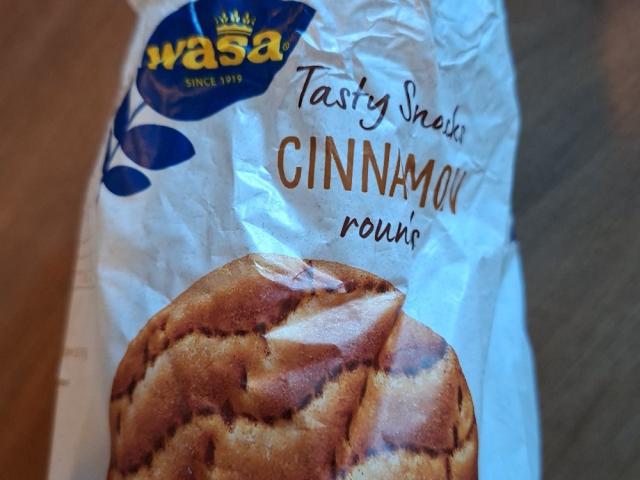 wasa
SINCE 1919
Tasty Snacks
CINNAMON
rounds